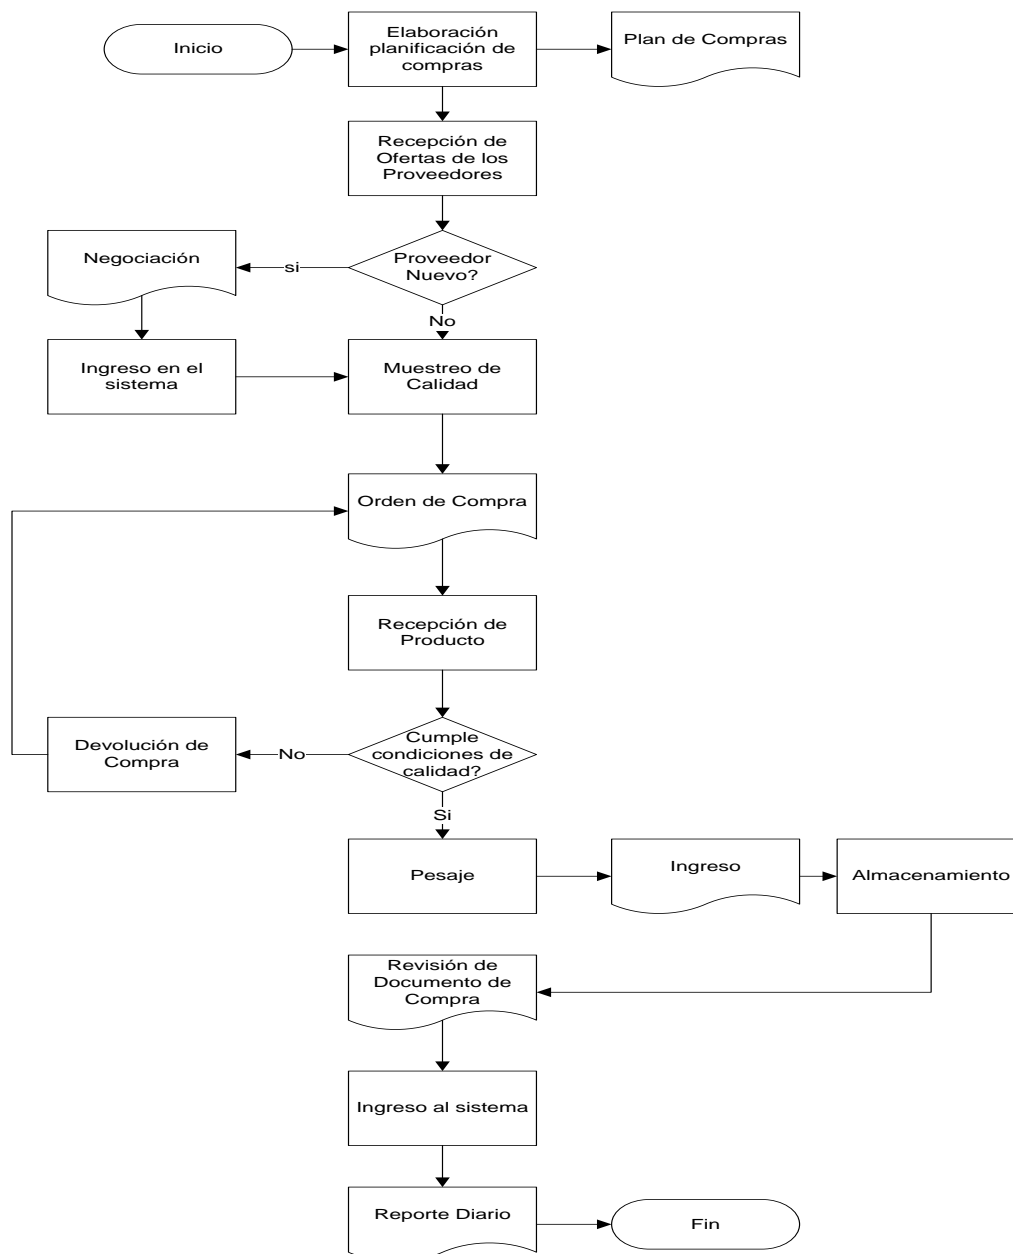 Inicio
Elaboración
planificación de
compras
Plan de Compras
Recepción de
Ofertas de los
Proveedores
Proveedor
Nuevo?
si
Negociación
No
Ingreso en el
sistema
Muestreo de
Calidad
Orden de Compra
Recepción de
Producto
Cumple
condiciones de
calidad?
No
Devolución de
Compra
Si
Pesaje
Ingreso
Almacenamiento
Revisión de
Documento de
Compra
Ingreso al sistema
Reporte Diario
Fin